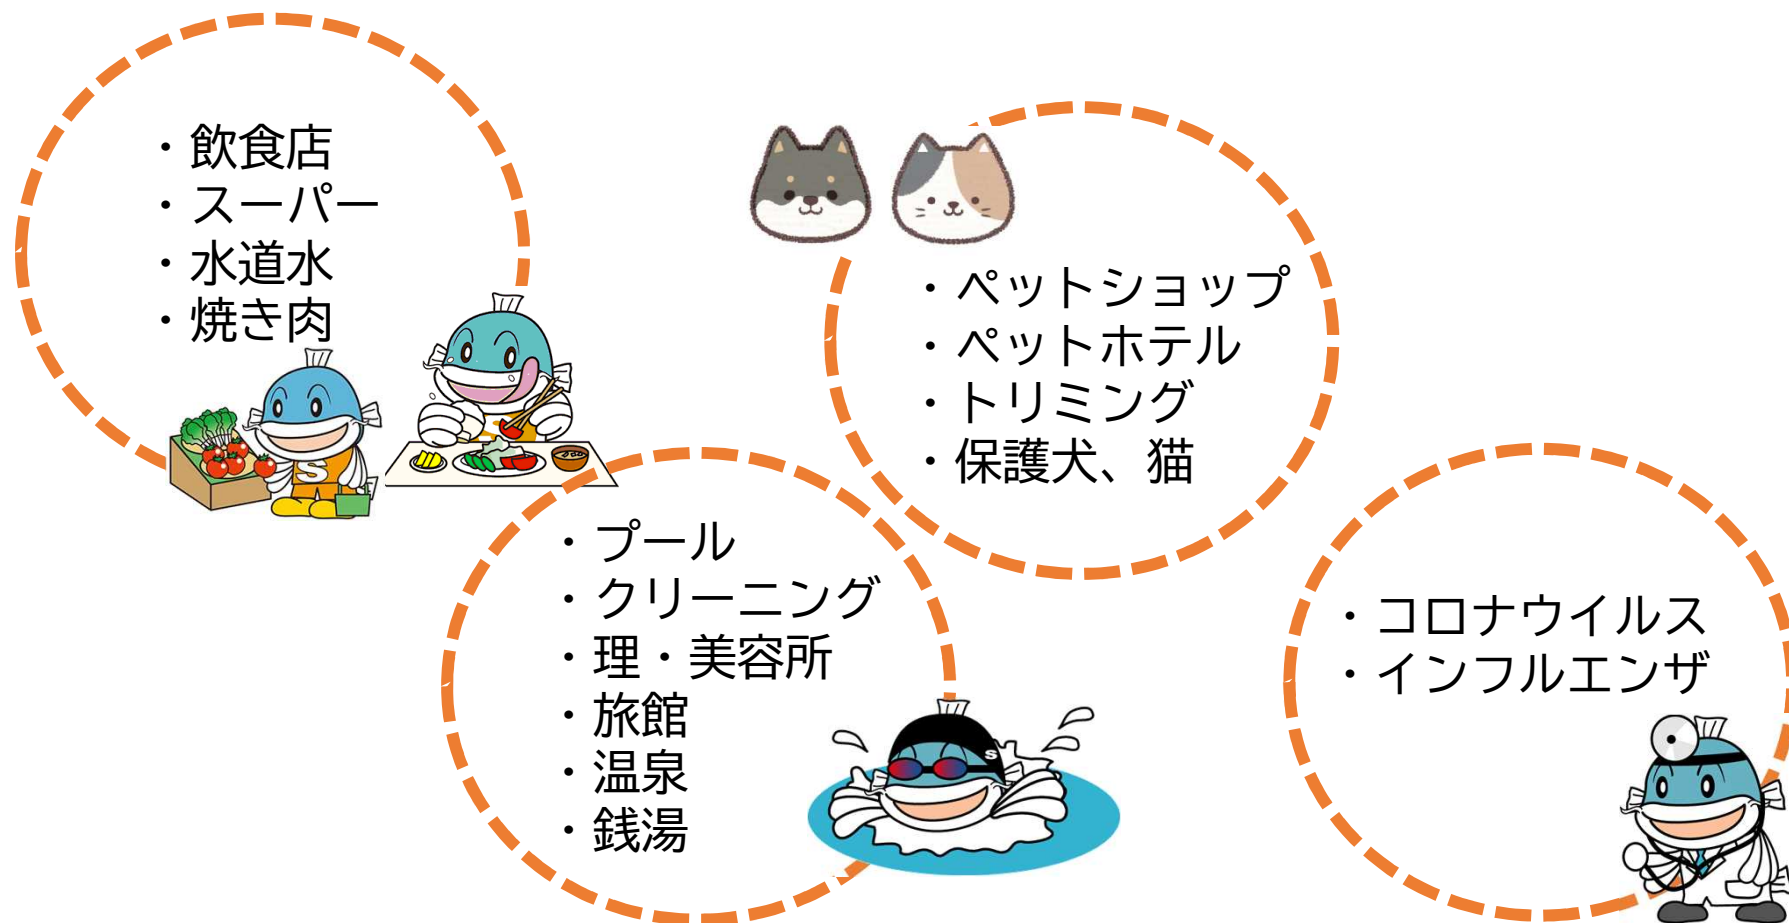 ・飲食店
・スーパー
・水道水
・焼き肉
・ペットショップ
・ペットホテル
・トリミング
・保護犬、猫
・プール
・クリーニング
・理・美容所
・旅館
・温泉
・銭湯
・コロナウイルス
・インフルエンザ
S
S